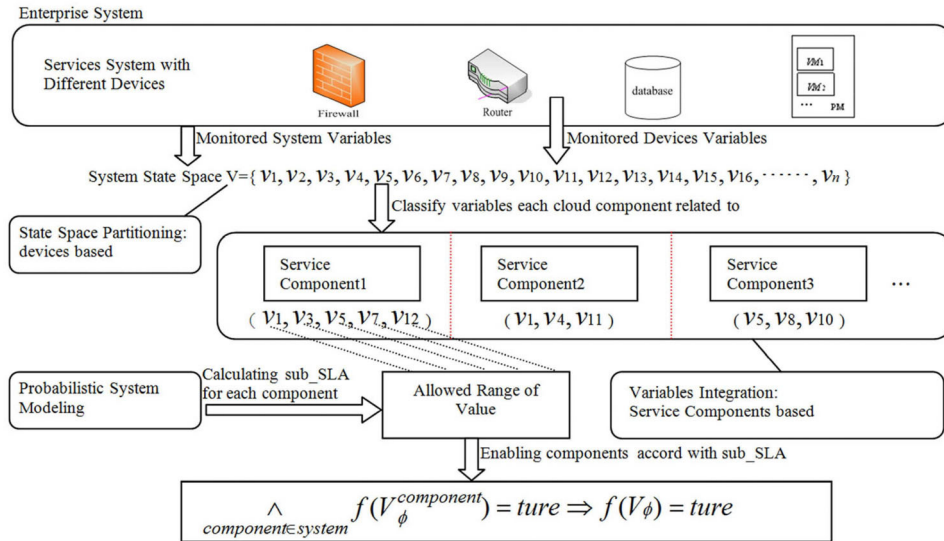 Enterprise System
Services System with
Different Devices
Firewall
Router
database
VM1
VM2
··· PM
Monitored System Variables
Monitored Devices Variables
System State Space V={ v1, v2, v3, v4, v5, v6, v7, v8, v9, v10, v11, v12, v13, v14, v15, v16, ······, vn }
Classify variables each cloud component related to
State Space Partitioning:
devices based
Service
Component1
Service
Component2
Service
Component3
···
( v1, v3, v5, v7, v12 )
( v1, v4, v11 )
( v5, v8, v10 )
Probabilistic System
Modeling
Calculating sub_SLA
for each component
Allowed Range of
Value
Variables Integration:
Service Components based
Enabling components accord with sub_SLA
∧ component∈system f(Vϕ^component) = ture ⇒ f(Vϕ) = ture